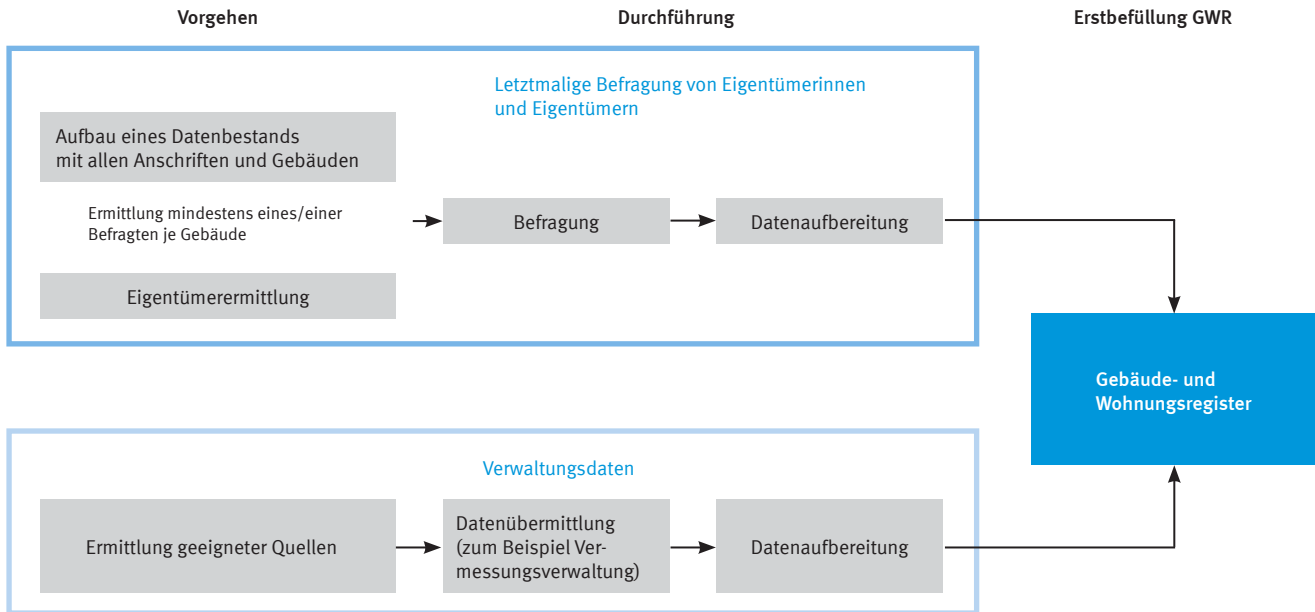 Vorgehen
Durchführung
Erstbefüllung GWR
Letztmalige Befragung von Eigentümerinnen
und Eigentümern
Aufbau eines Datenbestands
mit allen Anschriften und Gebäuden
Ermittlung mindestens eines/einer
Befragten je Gebäude
Befragung
Datenaufbereitung
Eigentümerermittlung
Gebäude- und
Wohnungsregister
Verwaltungsdaten
Ermittlung geeigneter Quellen
Datenübermittlung
(zum Beispiel Ver-
messungsverwaltung)
Datenaufbereitung